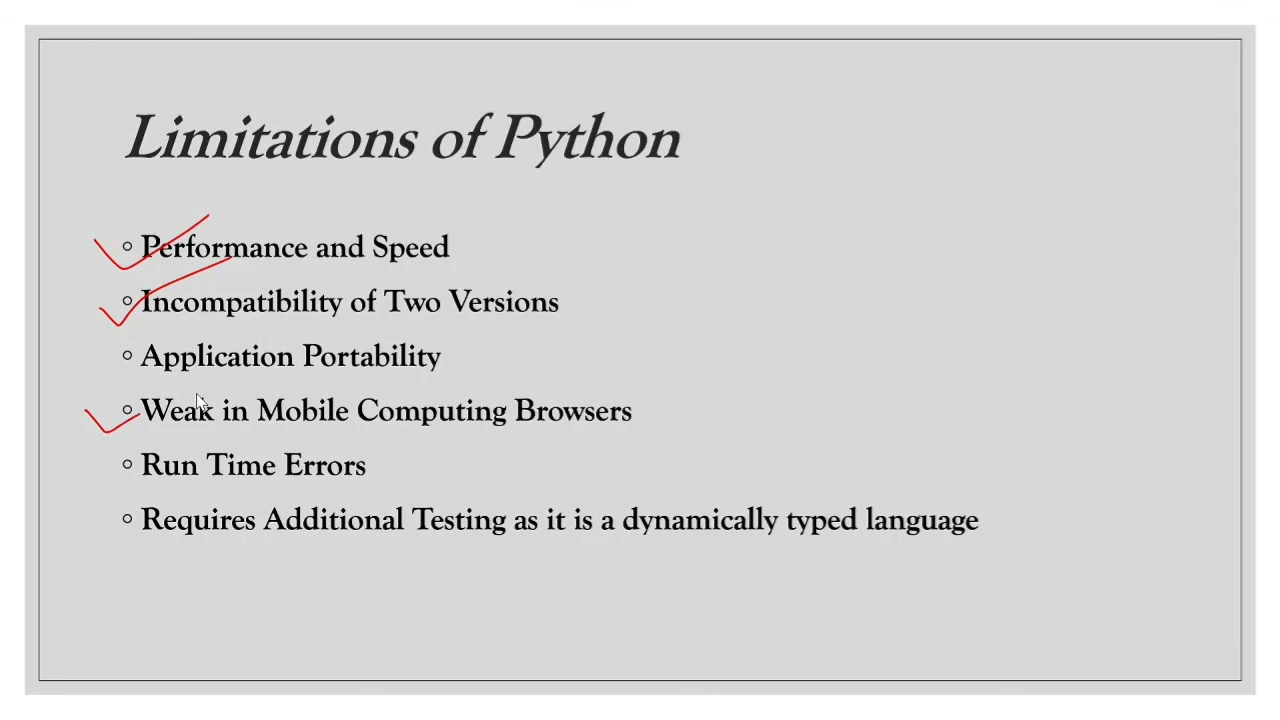 Limitations of Python
Performance and Speed
Incompatibility of Two Versions
Application Portability
Weak in Mobile Computing Browsers
Run Time Errors
Requires Additional Testing as it is a dynamically typed language